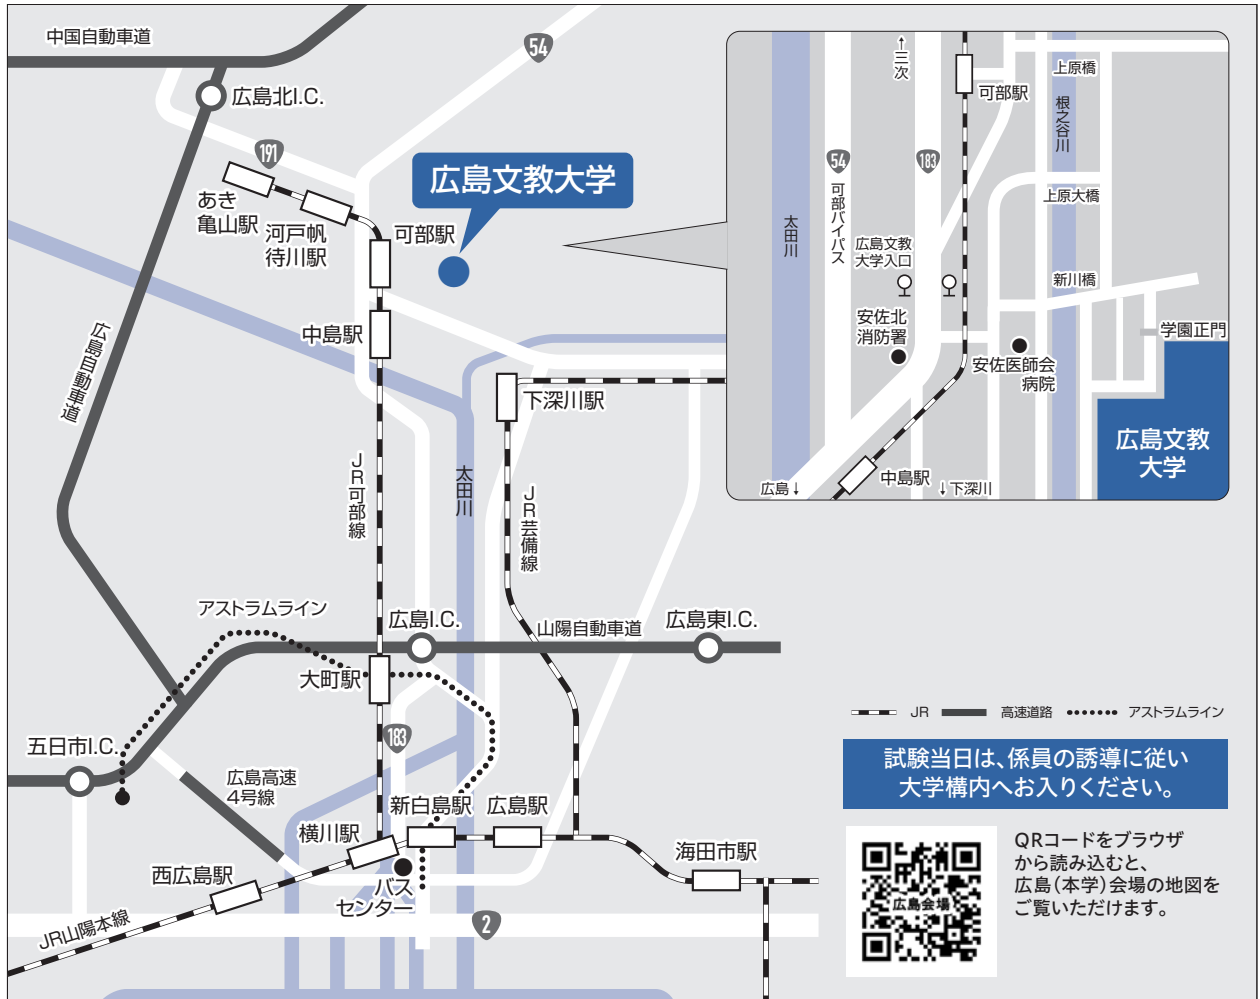 中国自動車道
広島北I.C.
54
191
広島文教大学
あき
亀山駅
河戸帆
待川駅
可部駅
中島駅
広島自動車道
下深川駅
JR可部線
太田川
JR芸備線
アストラムライン
広島I.C.
山陽自動車道
広島東I.C.
大町駅
183
五日市I.C.
広島高速
4号線
新白島駅
広島駅
横川駅
海田市駅
西広島駅
バス
センター
JR山陽本線
2
↑三次
上原橋
可部駅
根之谷川
54
可部バイパス
183
太田川
上原大橋
広島文教
大学入口
新川橋
安佐北
消防署
学園正門
安佐医師会
病院
広島文教
大学
中島駅
広島↓
↓下深川
JR
高速道路
アストラムライン
試験当日は、係員の誘導に従い
大学構内へお入りください。
広島会場
QRコードをブラウザ
から読み込むと、
広島(本学)会場の地図を
ご覧いただけます。